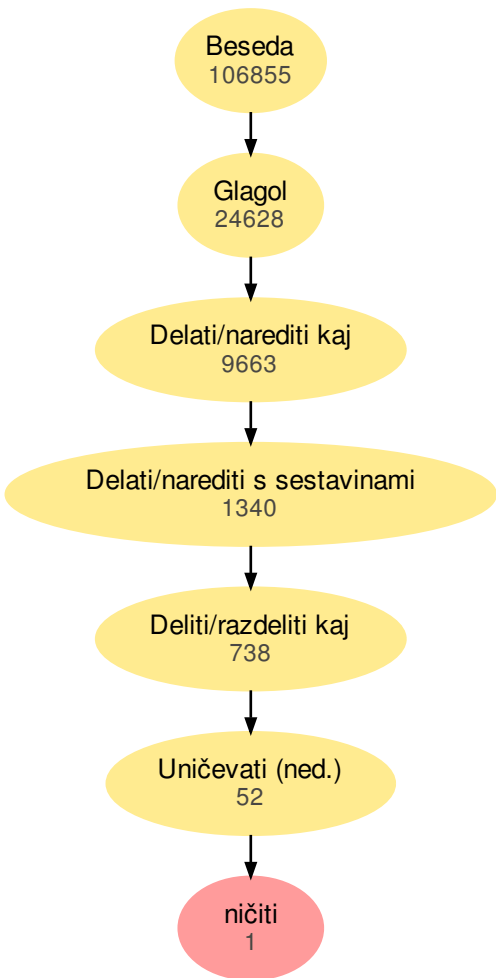 Beseda
106855
Glagol
24628
Delati/narediti kaj
9663
Delati/narediti s sestavinami
1340
Deliti/razdeliti kaj
738
Uničevati (ned.)
52
ničiti
1